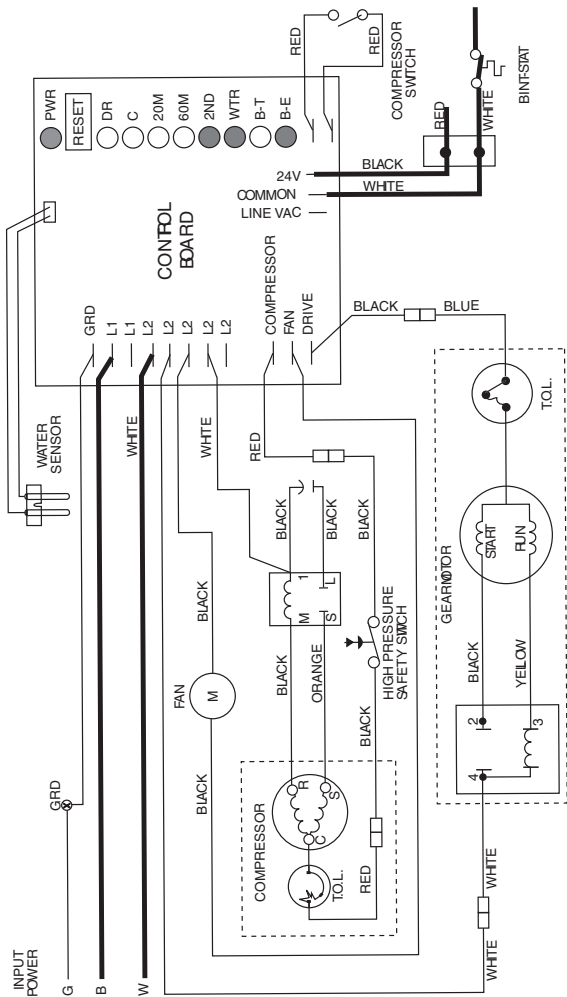 INPUT
POWER
G
B
W
GRD
WATER
SENSOR
GRD
L1
L1
L2
L2
L2
L2
L2
WHITE
WHITE
CONTROL
BOARD
PWR
RESET
DR
C
20M
60M
2ND
WTR
B-T
B-E
24V
COMMON
LINE VAC
COMPRESSOR
FAN
DRIVE
RED
RED
COMPRESSOR
SWITCH
BLACK
WHITE
RED
WHITE
BINT-STAT
BLACK
BLUE
FAN
M
BLACK
BLACK
RED
BLACK
BLACK
BLACK
1
L
M
S
BLACK
ORANGE
BLACK
HIGH PRESSURE
SAFETY SWITCH
COMPRESSOR
R
S
C
T.O.L.
RED
GEARMOTOR
START
RUN
T.O.L.
BLACK
YELLOW
2
4
3
WHITE
WHITE